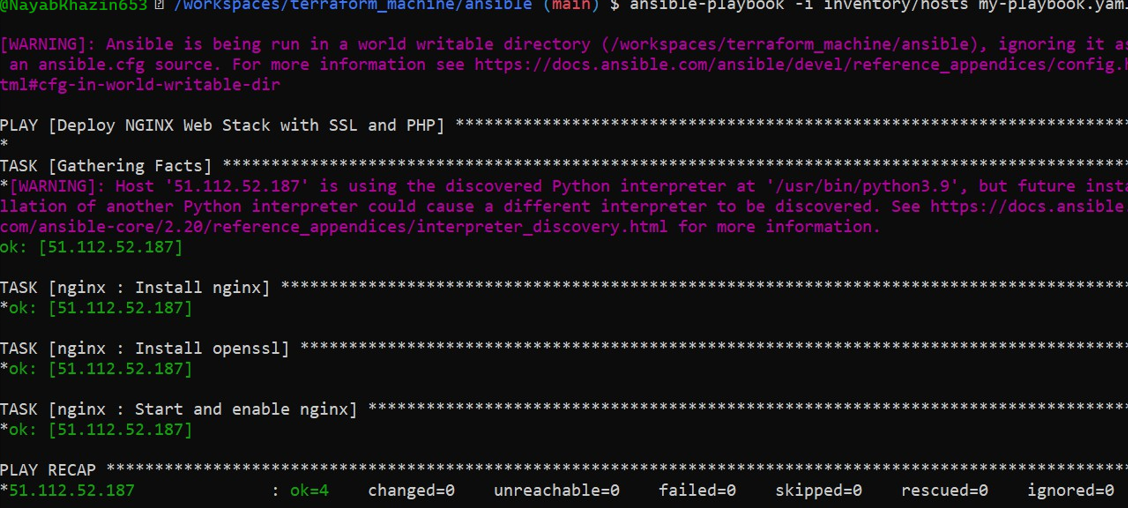 @NayabKhazin653 /workspaces/terraform_machine/ansible (main) $ ansible-playbook -i inventory/hosts my-playbook.yaml
[WARNING]: Ansible is being run in a world writable directory (/workspaces/terraform_machine/ansible), ignoring it as
an ansible.cfg source. For more information see https://docs.ansible.com/ansible/devel/reference_appendices/config.h
tml#cfg-in-world-writable-dir
PLAY [Deploy NGINX Web Stack with SSL and PHP] **********************************************************************
*
TASK [Gathering Facts] **********************************************************************************************
*[WARNING]: Host '51.112.52.187' is using the discovered Python interpreter at '/usr/bin/python3.9', but future insta
llation of another Python interpreter could cause a different interpreter to be discovered. See https://docs.ansible.
com/ansible-core/2.20/reference_appendices/interpreter_discovery.html for more information.
ok: [51.112.52.187]
TASK [nginx : Install nginx] ****************************************************************************************
*ok: [51.112.52.187]
TASK [nginx : Install openssl] **************************************************************************************
*ok: [51.112.52.187]
TASK [nginx : Start and enable nginx] *******************************************************************************
*ok: [51.112.52.187]
PLAY RECAP **********************************************************************************************************
*51.112.52.187 : ok=4 changed=0 unreachable=0 failed=0 skipped=0 rescued=0 ignored=0